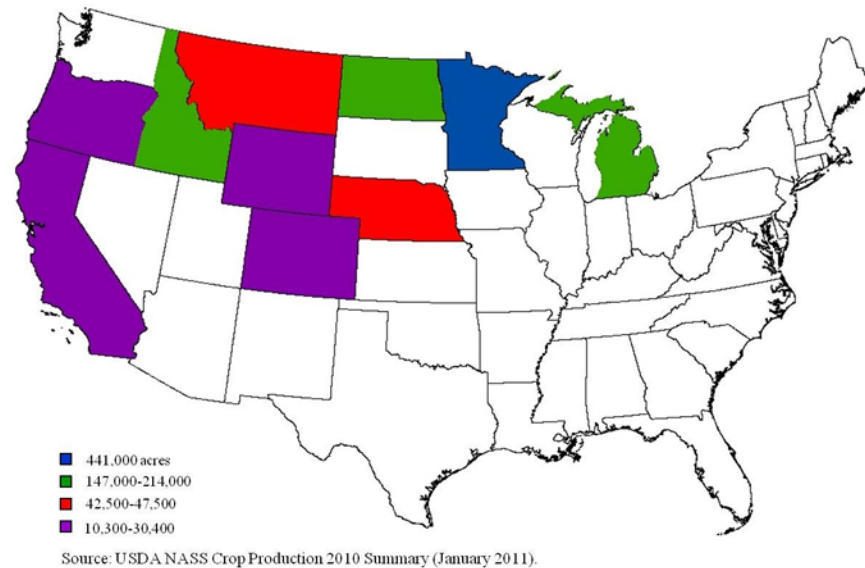 441,000 acres
147,000-214,000
42,500-47,500
10,300-30,400
Source: USDA NASS Crop Production 2010 Summary (January 2011).